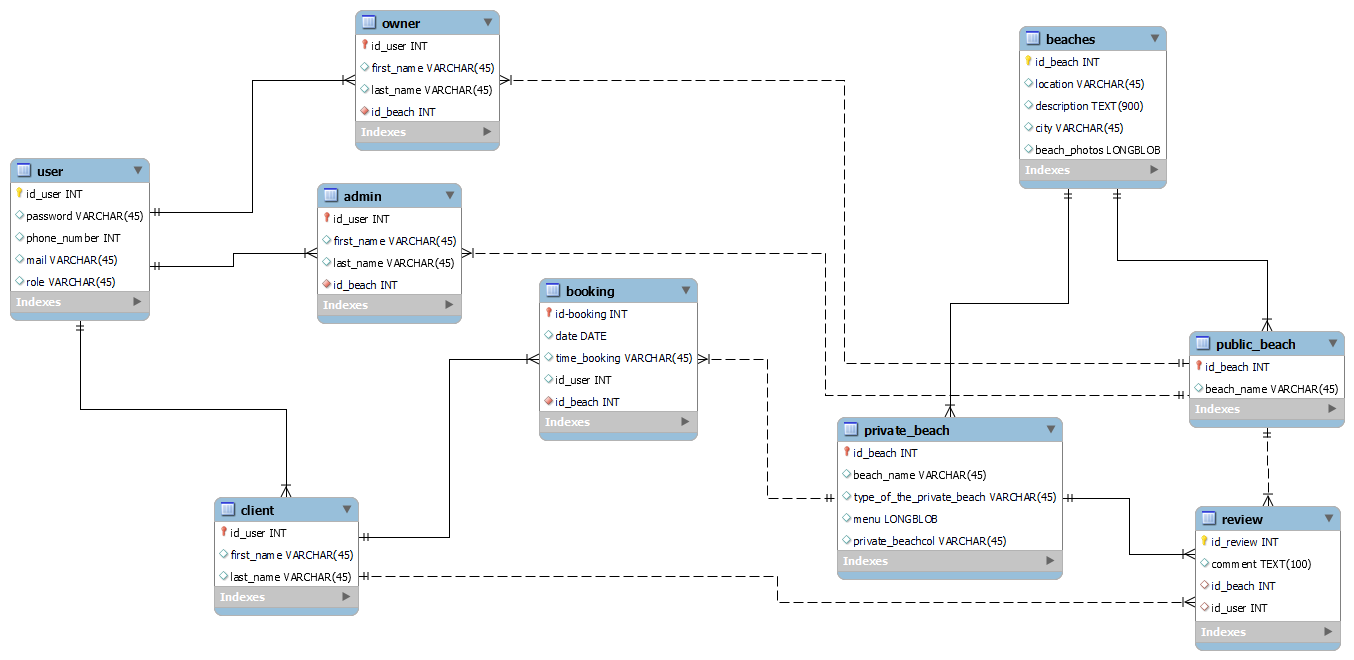 owner
id_user INT
first_name VARCHAR(45)
last_name VARCHAR(45)
id_beach INT
Indexes
beaches
id_beach INT
location VARCHAR(45)
description TEXT(900)
city VARCHAR(45)
beach_photos LONGBLOB
Indexes
user
id_user INT
password VARCHAR(45)
phone_number INT
mail VARCHAR(45)
role VARCHAR(45)
Indexes
admin
id_user INT
first_name VARCHAR(45)
last_name VARCHAR(45)
id_beach INT
Indexes
booking
id-booking INT
date DATE
time_booking VARCHAR(45)
id_user INT
id_beach INT
Indexes
public_beach
id_beach INT
beach_name VARCHAR(45)
Indexes
private_beach
id_beach INT
beach_name VARCHAR(45)
type_of_the_private_beach VARCHAR(45)
menu LONGBLOB
private_beachcol VARCHAR(45)
Indexes
client
id_user INT
first_name VARCHAR(45)
last_name VARCHAR(45)
Indexes
review
id_review INT
comment TEXT(100)
id_beach INT
id_user INT
Indexes